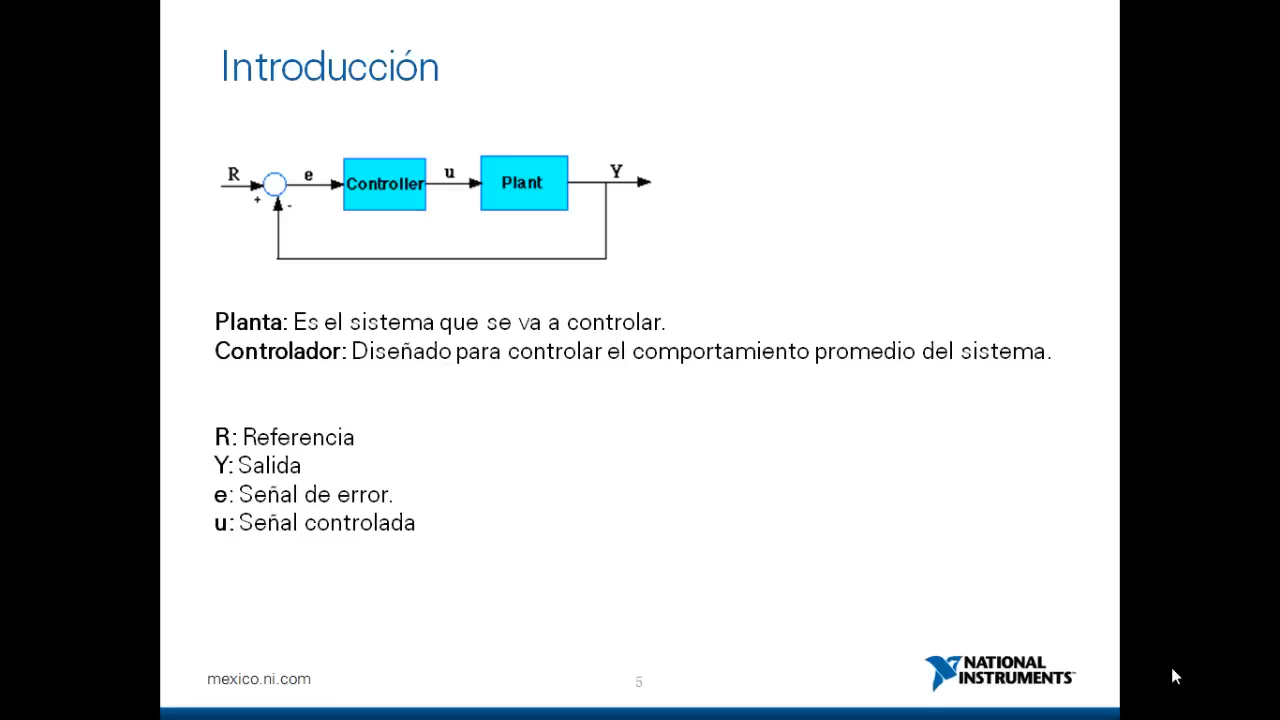 Introducción
R e Controller u Plant Y
+ -
Planta: Es el sistema que se va a controlar.
Controlador: Diseñado para controlar el comportamiento promedio del sistema.
R: Referencia
Y: Salida
e: Señal de error.
u: Señal controlada
mexico.ni.com
5
NATIONAL
INSTRUMENTS™